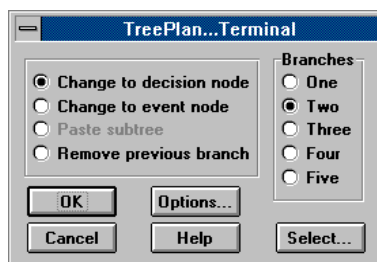 TreePlan...Terminal
Change to decision node
Change to event node
Paste subtree
Remove previous branch
Branches
One
Two
Three
Four
Five
OK
Options...
Cancel
Help
Select...